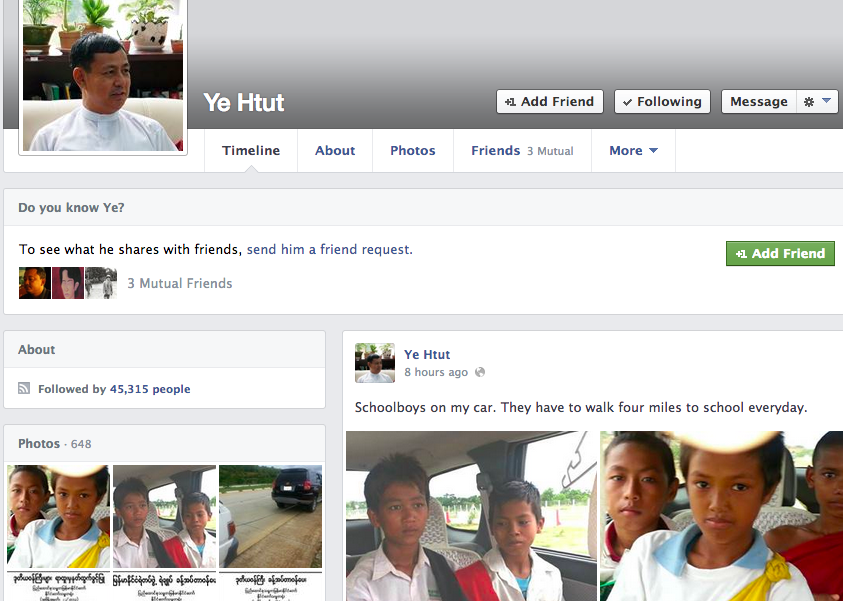 Ye Htut
+1 Add Friend
Following
Message
Timeline
About
Photos
Friends 3 Mutual
More
Do you know Ye?
To see what he shares with friends, send him a friend request.
+1 Add Friend
3 Mutual Friends
About
Followed by 45,315 people
Photos · 648
Ye Htut
8 hours ago
Schoolboys on my car. They have to walk four miles to school everyday.